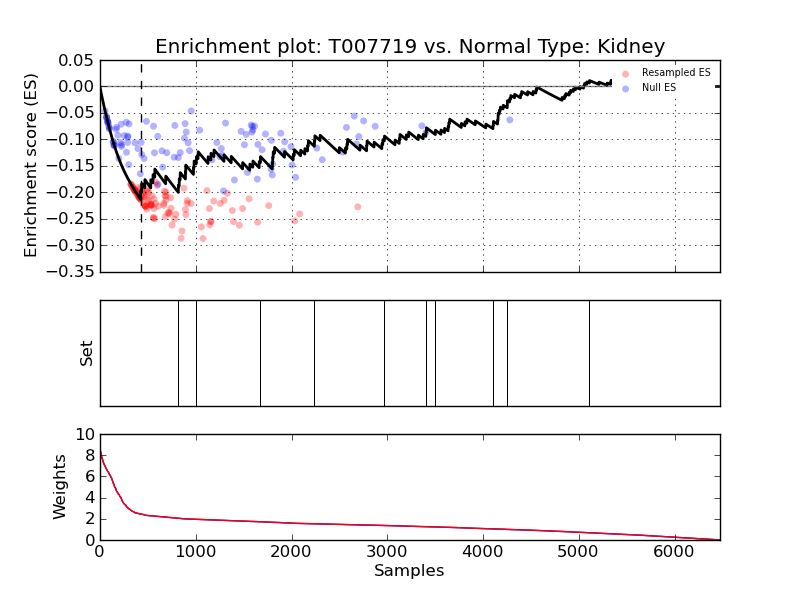 Enrichment plot: T007719 vs. Normal Type: Kidney
Enrichment score (ES)
0.05
0.00
−0.05
−0.10
−0.15
−0.20
−0.25
−0.30
−0.35
Resampled ES
Null ES
Set
Weights
10
8
6
4
2
0
0 1000 2000 3000 4000 5000 6000
Samples